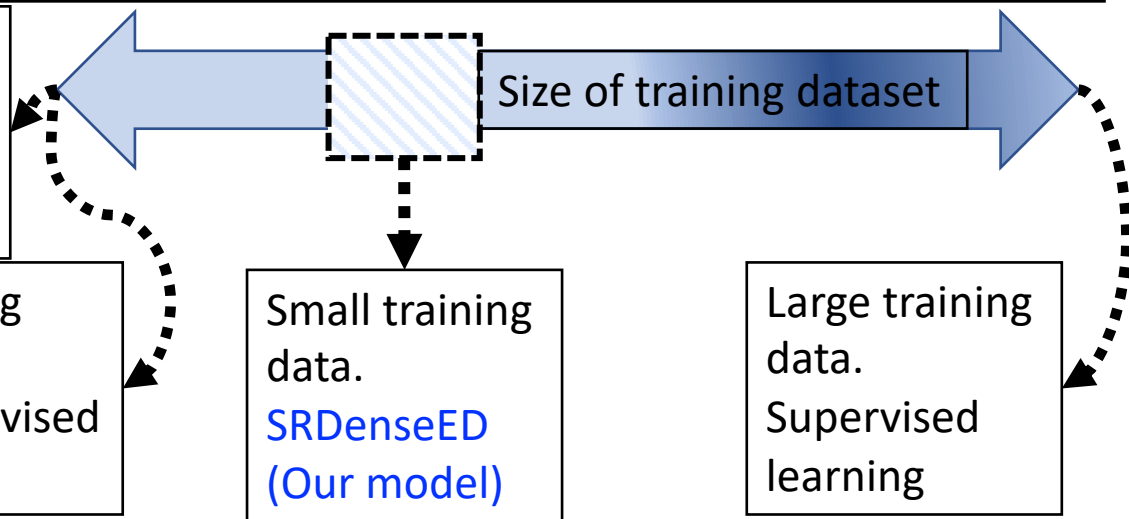 Size of training dataset
g
vised
Small training
data.
SRDenseED
(Our model)
Large training
data.
Supervised
learning